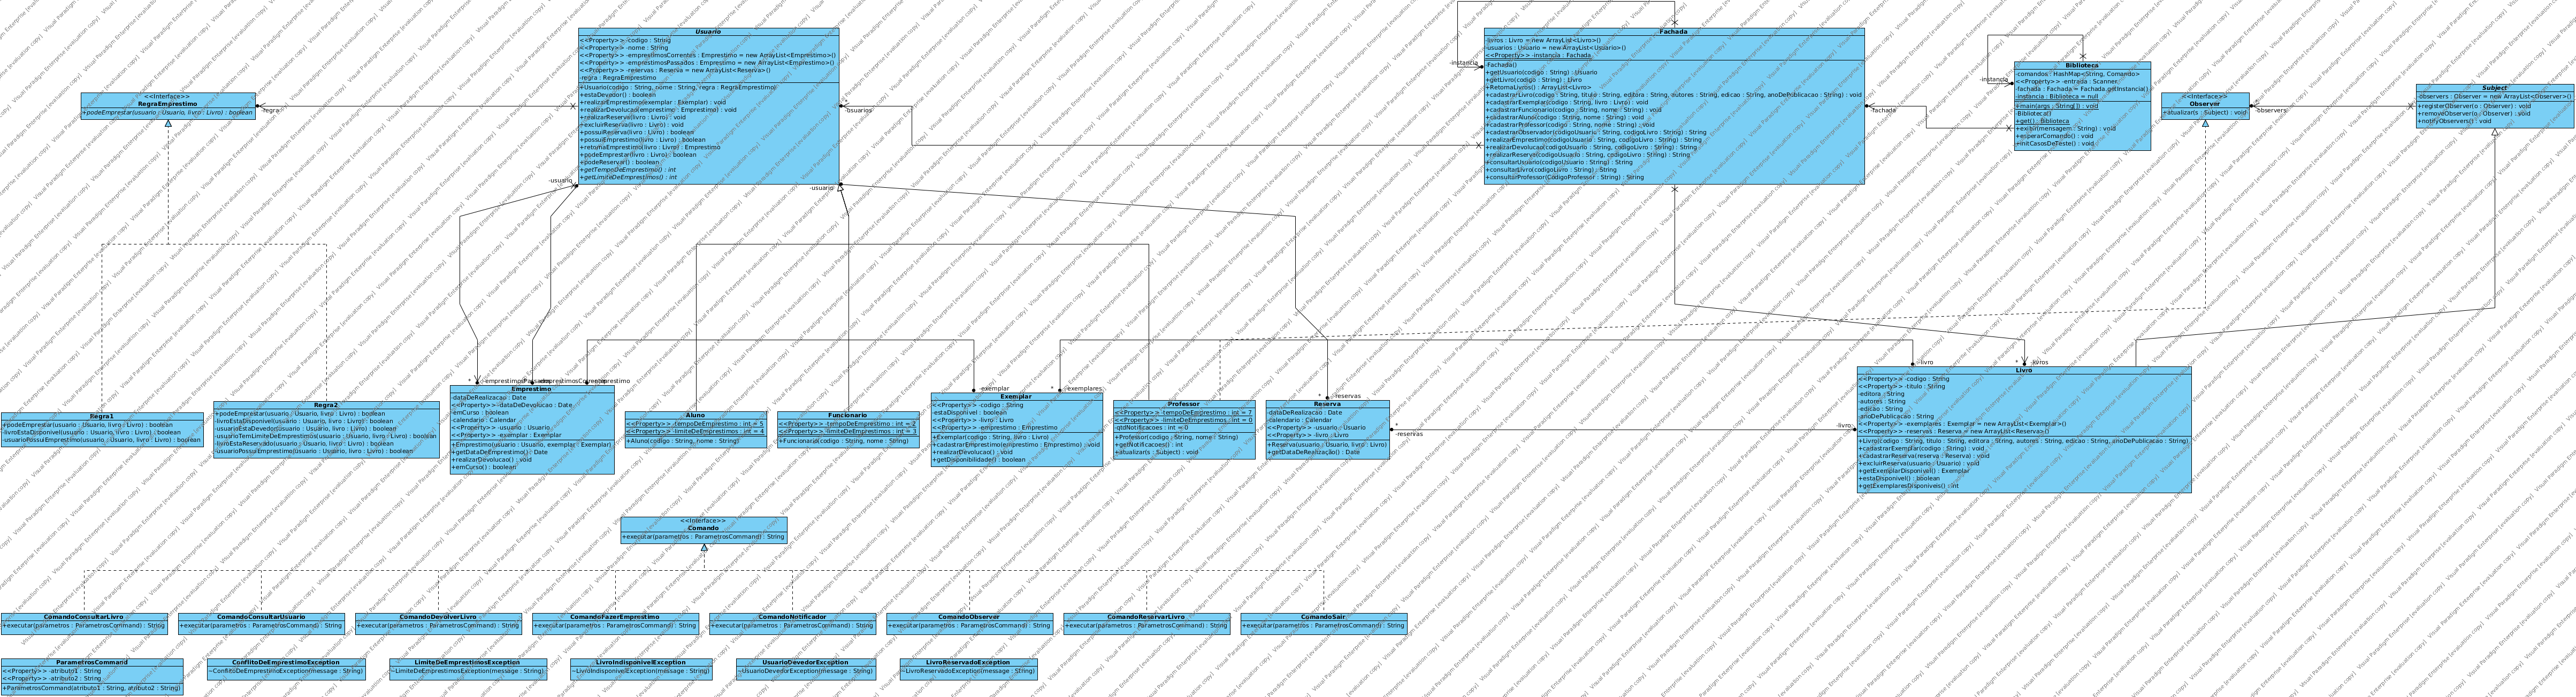 Usuario
<<Property>> -codigo : String
<<Property>> -nome : String
<<Property>> -emprestimosCorrentes : Emprestimo = new ArrayList<Emprestimo>()
<<Property>> -emprestimosPassados : Emprestimo = new ArrayList<Emprestimo>()
<<Property>> -reservas : Reserva = new ArrayList<Reserva>()
-regra : RegraEmprestimo
+Usuario(codigo : String, nome : String, regra : RegraEmprestimo)
+estaDevedor() : boolean
+realizarEmprestimo(exemplar : Exemplar) : void
+realizarDevolucao(emprestimo : Emprestimo) : void
+realizarReserva(livro : Livro) : void
+excluirReserva(livro : Livro) : void
+possuiReserva(livro : Livro) : boolean
+possuiEmprestimo(livro : Livro) : boolean
+retornaEmprestimo(livro : Livro) : Emprestimo
+podeEmprestar(livro : Livro) : boolean
+podeReservar() : boolean
+getTempoDeEmprestimo() : int
+getLimiteDeEmprestimos() : int
Fachada
-livros : Livro = new ArrayList<Livro>()
-usuarios : Usuario = new ArrayList<Usuario>()
<<Property>> -instancia : Fachada
-Fachada()
+getUsuario(codigo : String) : Usuario
+getLivro(codigo : String) : Livro
+RetornaLivros() : ArrayList<Livro>
+cadastrarLivro(codigo : String, titulo : String, editora : String, autores : String, edicao : String, anoDePublicacao : String) : void
+cadastrarExemplar(codigo : String, livro : Livro) : void
+cadastrarFuncionario(codigo : String, nome : String) : void
+cadastrarAluno(codigo : String, nome : String) : void
+cadastrarProfessor(codigo : String, nome : String) : void
+cadastrarObservador(codigoUsuario : String, codigoLivro : String) : String
+realizarEmprestimo(codigoUsuario : String, codigoLivro : String) : String
+realizarDevolucao(codigoUsuario : String, codigoLivro : String) : String
+realizarReserva(codigoUsuario : String, codigoLivro : String) : String
+consultarUsuario(codigoUsuario : String) : String
+consultarLivro(codigoLivro : String) : String
+consultarProfessor(CodigoProfessor : String) : String
Biblioteca
-comandos : HashMap<String, Comando>
<<Property>> -entrada : Scanner
-fachada : Fachada = Fachada.getInstancia()
-instancia : Biblioteca = null
+main(args : String[]) : void
-Biblioteca()
+get() : Biblioteca
+exibir(mensagem : String) : void
+esperarComando() : void
+initCasosDeTeste() : void
<<Interface>>
Observer
+atualizar(s : Subject) : void
Subject
-observers : Observer = new ArrayList<Observer>()
+registerObserver(o : Observer) : void
+removeObserver(o : Observer) : void
+notifyObservers() : void
<<Interface>>
RegraEmprestimo
+podeEmprestar(usuario : Usuario, livro : Livro) : boolean
-regra
-usuarios
-instancia
-instancia
-fachada
-observers
-usuario
-usuario
* -emprestimosPassados
-emprestimo
-exemplar
* -exemplares
* -reservas
-livro
* -livros
* -reservas
-livro
Regra1
+podeEmprestar(usuario : Usuario, livro : Livro) : boolean
-livroEstaDisponivel(usuario : Usuario, livro : Livro) : boolean
-usuarioPossuiEmprestimo(usuario : Usuario, livro : Livro) : boolean
Regra2
+podeEmprestar(usuario : Usuario, livro : Livro) : boolean
-livroEstaDisponivel(usuario : Usuario, livro : Livro) : boolean
-usuarioEstaDevedor(usuario : Usuario, livro : Livro) : boolean
-usuarioTemLimiteDeEmprestimos(usuario : Usuario, livro : Livro) : boolean
-livroEstaReservado(usuario : Usuario, livro : Livro) : boolean
-usuarioPossuiEmprestimo(usuario : Usuario, livro : Livro) : boolean
Emprestimo
-dataDeRealizacao : Date
<<Property>> -dataDeDevolucao : Date
-emCurso : boolean
-calendario : Calendar
<<Property>> -usuario : Usuario
<<Property>> -exemplar : Exemplar
+Emprestimo(usuario : Usuario, exemplar : Exemplar)
+getDataDeEmprestimo() : Date
+realizarDevolucao() : void
+emCurso() : boolean
Aluno
<<Property>> -tempoDeEmprestimo : int = 5
<<Property>> -limiteDeEmprestimos : int = 4
+Aluno(codigo : String, nome : String)
Funcionario
<<Property>> -tempoDeEmprestimo : int = 2
<<Property>> -limiteDeEmprestimos : int = 3
+Funcionario(codigo : String, nome : String)
Exemplar
<<Property>> -codigo : String
-estaDisponivel : boolean
<<Property>> -livro : Livro
<<Property>> -emprestimo : Emprestimo
+Exemplar(codigo : String, livro : Livro)
+cadastrarEmprestimo(emprestimo : Emprestimo) : void
+realizarDevolucao() : void
+getDisponibilidade() : boolean
Professor
<<Property>> -tempoDeEmprestimo : int = 7
<<Property>> -limiteDeEmprestimos : int = 0
-qtdNotificacoes : int = 0
+Professor(codigo : String, nome : String)
+getNotificacoes() : int
+atualizar(s : Subject) : void
Reserva
-dataDeRealizacao : Date
-calendario : Calendar
<<Property>> -usuario : Usuario
<<Property>> -livro : Livro
+Reserva(usuario : Usuario, livro : Livro)
+getDataDeRealização() : Date
Livro
<<Property>> -codigo : String
<<Property>> -titulo : String
-editora : String
-autores : String
-edicao : String
-anoDePublicacao : String
<<Property>> -exemplares : Exemplar = new ArrayList<Exemplar>()
<<Property>> -reservas : Reserva = new ArrayList<Reserva>()
+Livro(codigo : String, titulo : String, editora : String, autores : String, edicao : String, anoDePublicacao : String)
+cadastrarExemplar(codigo : String) : void
+cadastrarReserva(reserva : Reserva) : void
+excluirReserva(usuario : Usuario) : void
+getExemplarDisponivel() : Exemplar
+estaDisponivel() : boolean
+getExemplaresDisponiveis() : int
<<Interface>>
Comando
+executar(parametros : ParametrosCommand) : String
ComandoConsultarLivro
+executar(parametros : ParametrosCommand) : String
ComandoConsultarUsuario
+executar(parametros : ParametrosCommand) : String
ComandoDevolverLivro
+executar(parametros : ParametrosCommand) : String
ComandoFazerEmprestimo
+executar(parametros : ParametrosCommand) : String
ComandoNotificador
+executar(parametros : ParametrosCommand) : String
ComandoObserver
+executar(parametros : ParametrosCommand) : String
ComandoReservarLivro
+executar(parametros : ParametrosCommand) : String
ComandoSair
+executar(parametros : ParametrosCommand) : String
ParametrosCommand
<<Property>> -atributo1 : String
<<Property>> -atributo2 : String
+ParametrosCommand(atributo1 : String, atributo2 : String)
ConflitoDeEmprestimoException
~ConflitoDeEmprestimoException(message : String)
LimiteDeEmprestimosException
~LimiteDeEmprestimosException(message : String)
LivroIndisponivelException
~LivroIndisponivelException(message : String)
UsuarioDevedorException
~UsuarioDevedorException(message : String)
LivroReservadoException
~LivroReservadoException(message : String)
Visual Paradigm Enterprise [evaluation copy]